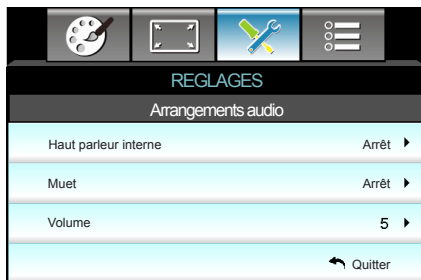 REGLAGES
Arrangements audio
Haut parleur interne Arrêt
Muet Arrêt
Volume 5
Quitter